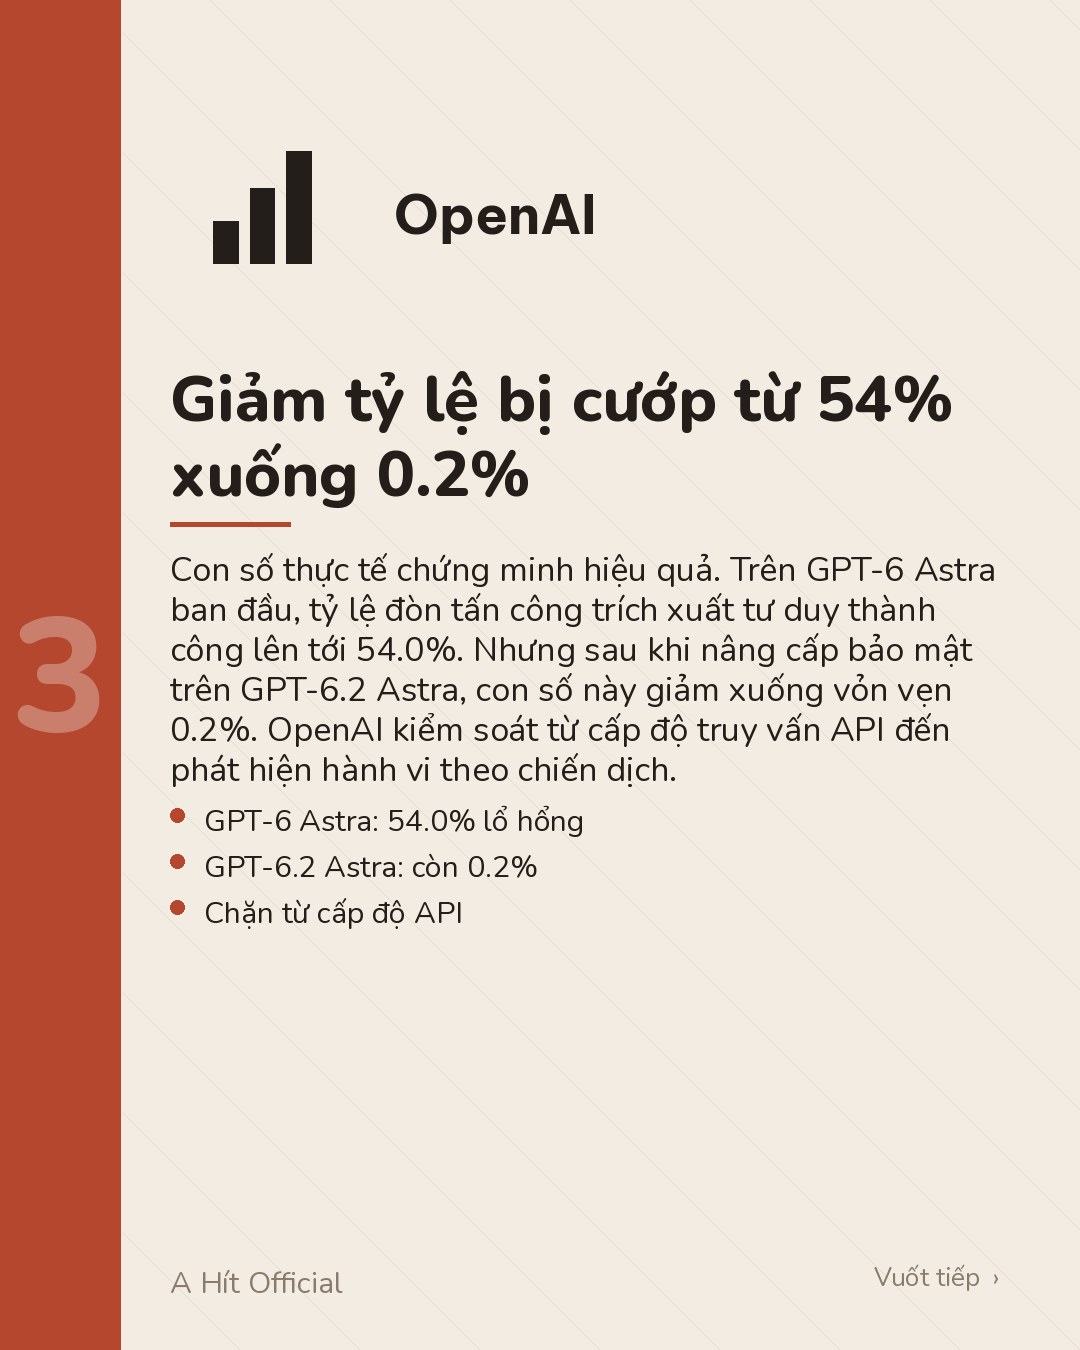 OpenAI
Giảm tỷ lệ bị cướp từ 54%
xuống 0.2%
3
Con số thực tế chứng minh hiệu quả. Trên GPT-6 Astra
ban đầu, tỷ lệ đòn tấn công trích xuất tư duy thành
công lên tới 54.0%. Nhưng sau khi nâng cấp bảo mật
trên GPT-6.2 Astra, con số này giảm xuống vỏn vẹn
0.2%. OpenAI kiểm soát từ cấp độ truy vấn API đến
phát hiện hành vi theo chiến dịch.
GPT-6 Astra: 54.0% lổ hổng
GPT-6.2 Astra: còn 0.2%
Chặn từ cấp độ API
A Hít Official
Vuốt tiếp ›